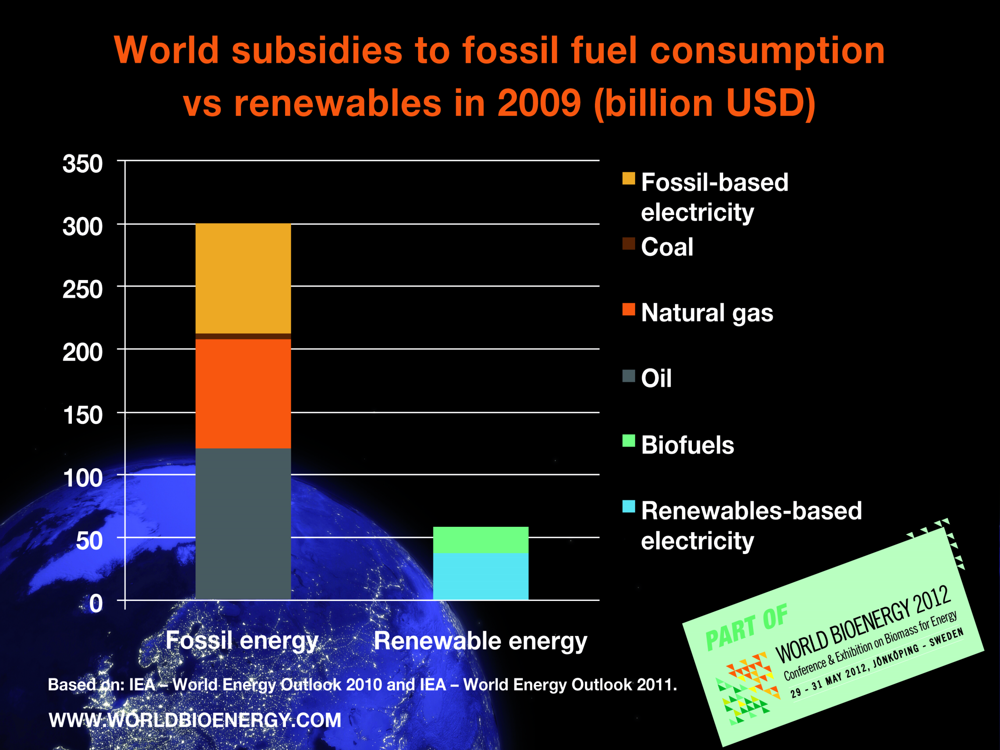 World subsidies to fossil fuel consumption
vs renewables in 2009 (billion USD)
350
300
250
200
150
100
50
0
Fossil energy
Renewable energy
Fossil-based
electricity
Coal
Natural gas
Oil
Biofuels
Renewables-based
electricity
Based on: IEA – World Energy Outlook 2010 and IEA – World Energy Outlook 2011.
WWW.WORLDBIOENERGY.COM
PART OF
WORLD BIOENERGY 2012
Conference & Exhibition on Biomass for Energy
29 - 31 MAY 2012, JÖNKÖPING - SWEDEN